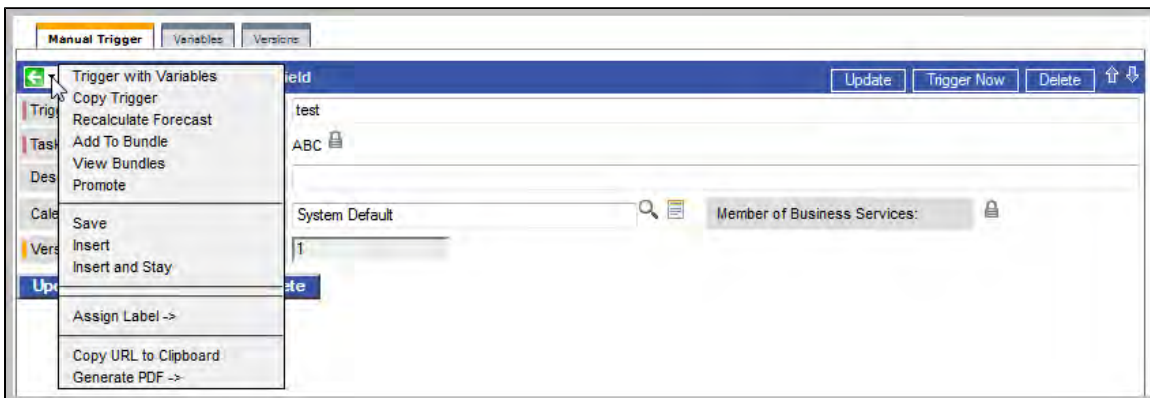 Manual Trigger Variables Versions
Trigger with Variables
Copy Trigger
Recalculate Forecast
Add To Bundle
View Bundles
Promote
Save
Insert
Insert and Stay
Assign Label ->
Copy URL to Clipboard
Generate PDF ->
ield Update Trigger Now Delete
Trig test
Task ABC
Des
Cale System Default Member of Business Services:
Vers 1
Upd ete